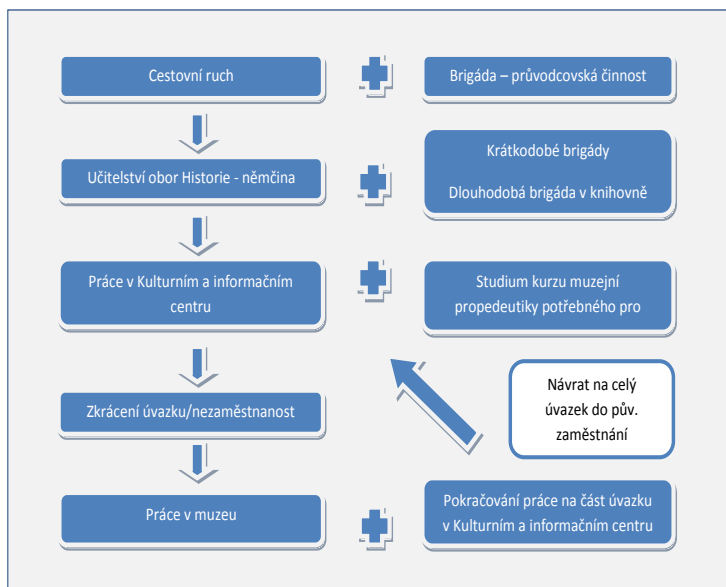 Cestovní ruch
Brigáda – průvodcovská činnost
Učitelství obor Historie - němčina
Krátkodobé brigády
Dlouhodobá brigáda v knihovně
Práce v Kulturním a informačním
centru
Studium kurzu muzejní
propedeutiky potřebného pro
Zkrácení úvazku/nezaměstnanost
Návrat na celý
úvazek do pův.
zaměstnání
Práce v muzeu
Pokračování práce na část úvazku
v Kulturním a informačním centru